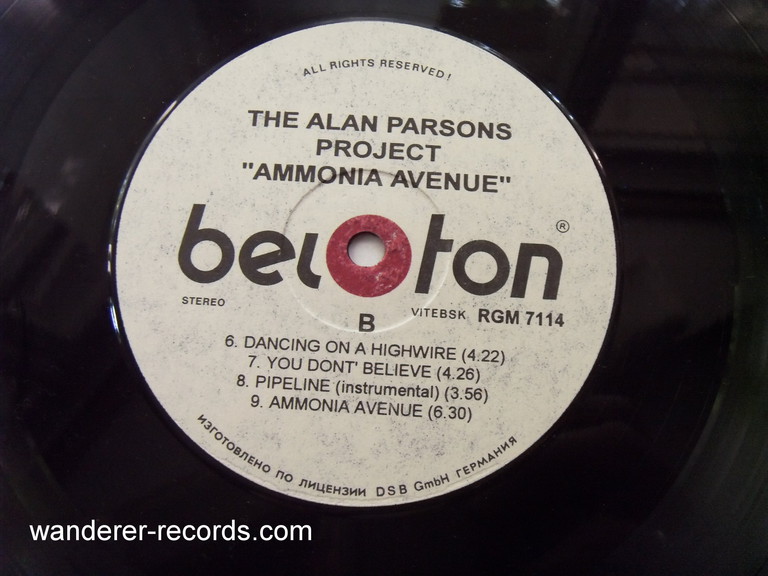 ALL RIGHTS RESERVED!
THE ALAN PARSONS
PROJECT
"AMMONIA AVENUE"
beloton
®
STEREO
VITEBSK RGM 7114
B
6. DANCING ON A HIGHWIRE (4.22)
7. YOU DONT' BELIEVE (4.26)
8. PIPELINE (instrumental) (3.56)
9. AMMONIA AVENUE (6.30)
ИЗГОТОВЛЕНО ПО ЛИЦЕНЗИИ DSB GmbH ГЕРМАНИЯ
wanderer-records.com